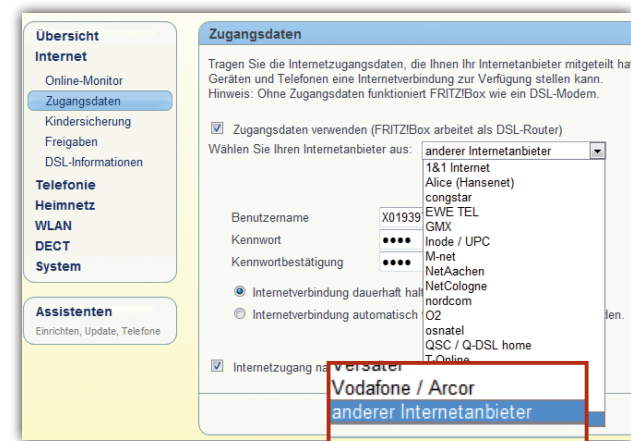 Übersicht
Internet
Online-Monitor
Zugangsdaten
Kindersicherung
Freigaben
DSL-Informationen
Telefonie
Heimnetz
WLAN
DECT
System
Assistenten
Einrichten, Update, Telefone
Zugangsdaten
Tragen Sie die Internetzugangsdaten, die Ihnen Ihr Internetanbieter mitgeteilt hat
Geräten und Telefonen eine Internetverbindung zur Verfügung stellen kann.
Hinweis: Ohne Zugangsdaten funktioniert FRITZ!Box wie ein DSL-Modem.
Zugangsdaten verwenden (FRITZ!Box arbeitet als DSL-Router)
Wählen Sie Ihren Internetanbieter aus: anderer Internetanbieter
1&1 Internet
Alice (Hansenet)
congstar
EWE TEL
GMX
Inode / UPC
M-net
NetAachen
NetCologne
nordcom
O2
osnatel
QSC / Q-DSL home
T-Online
Versatel
Vodafone / Arcor
anderer Internetanbieter
Benutzername X01939
Kennwort ••••
Kennwortbestätigung ••••
Internetverbindung dauerhaft halt
Internetverbindung automatisch den.
Internetzugang na